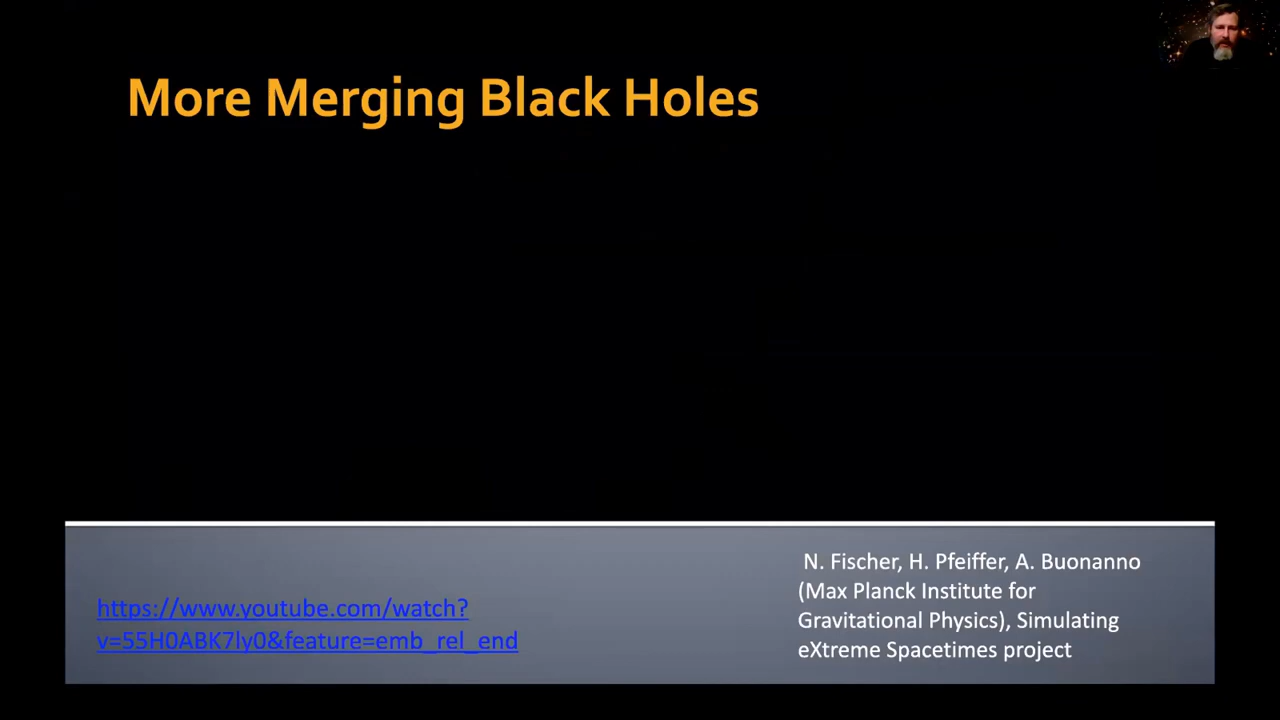 More Merging Black Holes
https://www.youtube.com/watch?
v=55H0ABK7ly0&feature=emb_rel_end
N. Fischer, H. Pfeiffer, A. Buonanno
(Max Planck Institute for
Gravitational Physics), Simulating
eXtreme Spacetimes project